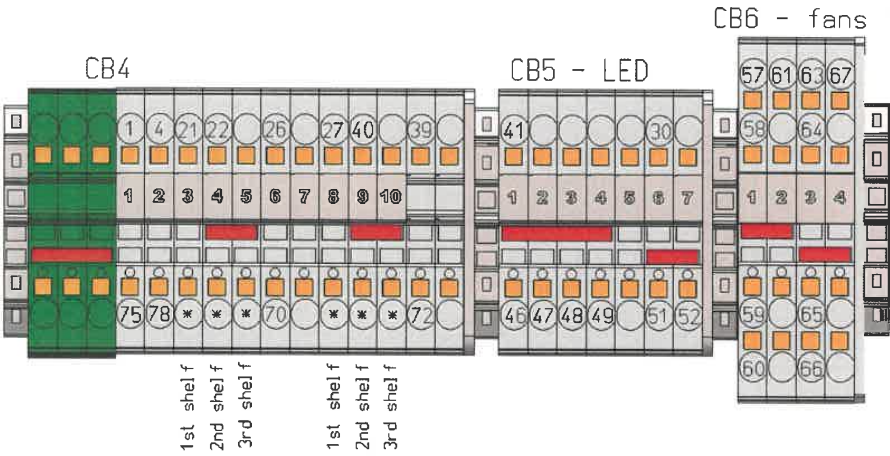 CB6 - fans
CB4
CB5 - LED
57 61 63 67
1 4 21 22 26 27 40 39
41 30
58 64
1 2 3 4 5 6 7 8 9 10
1 2 3 4 5 6 7
1 2 3 4
75 78 * * * 70 * * * 72
46 47 48 49 51 52
59 65
60 66
1st shelf
2nd shelf
3rd shelf
1st shelf
2nd shelf
3rd shelf